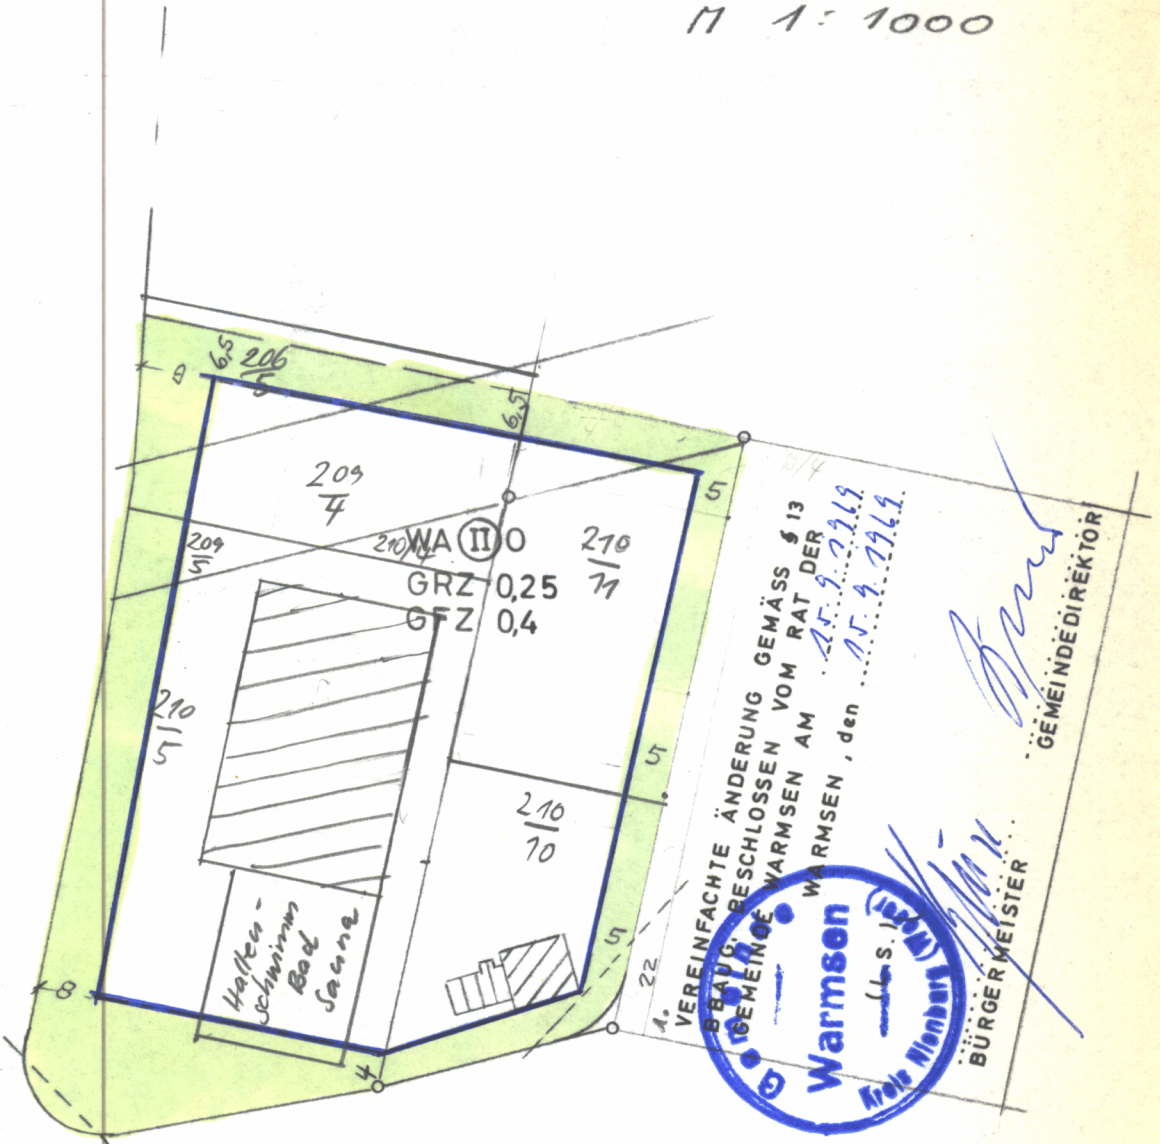 M 1 : 1000
6,5
206
5
8
6,5
209
4
5
209
5
210/4
WA II O
210
11
GRZ 0,25
GFZ 0,4
210
5
5
210
10
Hallen-
schwimm
Bad
Sauna
5
22
8
4
1. VEREINFACHTE ÄNDERUNG GEMÄSS § 13
BBAUG. BESCHLOSSEN VOM RAT DER
GEMEINDE WARMSEN AM 15.9.1969
WARMSEN, den 15.9.1969.
Gemeinde
Warmsen
(L.S.)
Kreis Nienburg (Weser)
BÜRGERMEISTER
GEMEINDEDIREKTOR